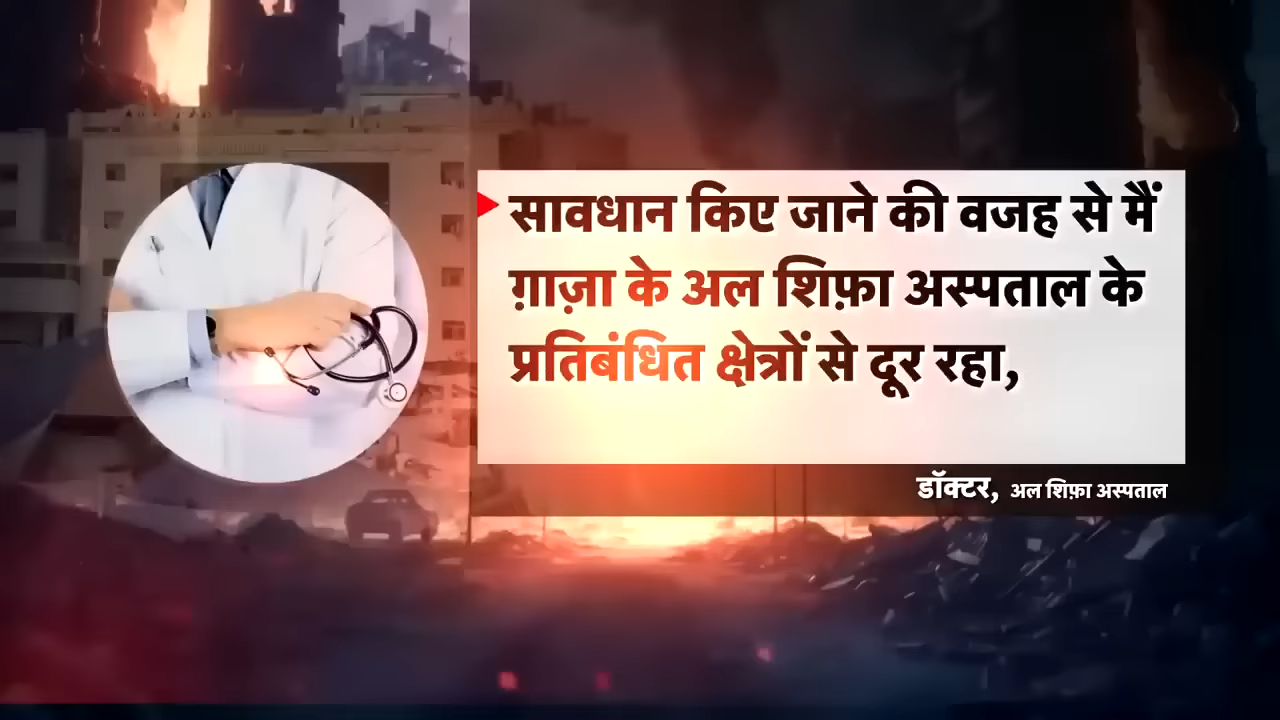 सावधान किए जाने की वजह से मैं
ग़ाज़ा के अल शिफ़ा अस्पताल के
प्रतिबंधित क्षेत्रों से दूर रहा,
डॉक्टर, अल शिफ़ा अस्पताल